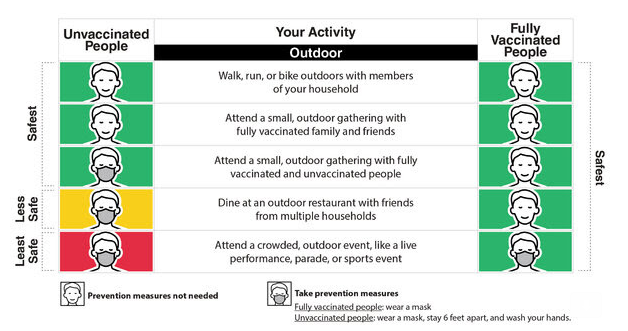 Unvaccinated
People
Your Activity
Fully
Vaccinated
People
Outdoor
Safest
Walk, run, or bike outdoors with members
of your household
Attend a small, outdoor gathering with
fully vaccinated family and friends
Attend a small, outdoor gathering with fully
vaccinated and unvaccinated people
Less
Safe
Dine at an outdoor restaurant with friends
from multiple households
Least
Safe
Attend a crowded, outdoor event, like a live
performance, parade, or sports event
Safest
Prevention measures not needed
Take prevention measures
Fully vaccinated people: wear a mask
Unvaccinated people: wear a mask, stay 6 feet apart, and wash your hands.